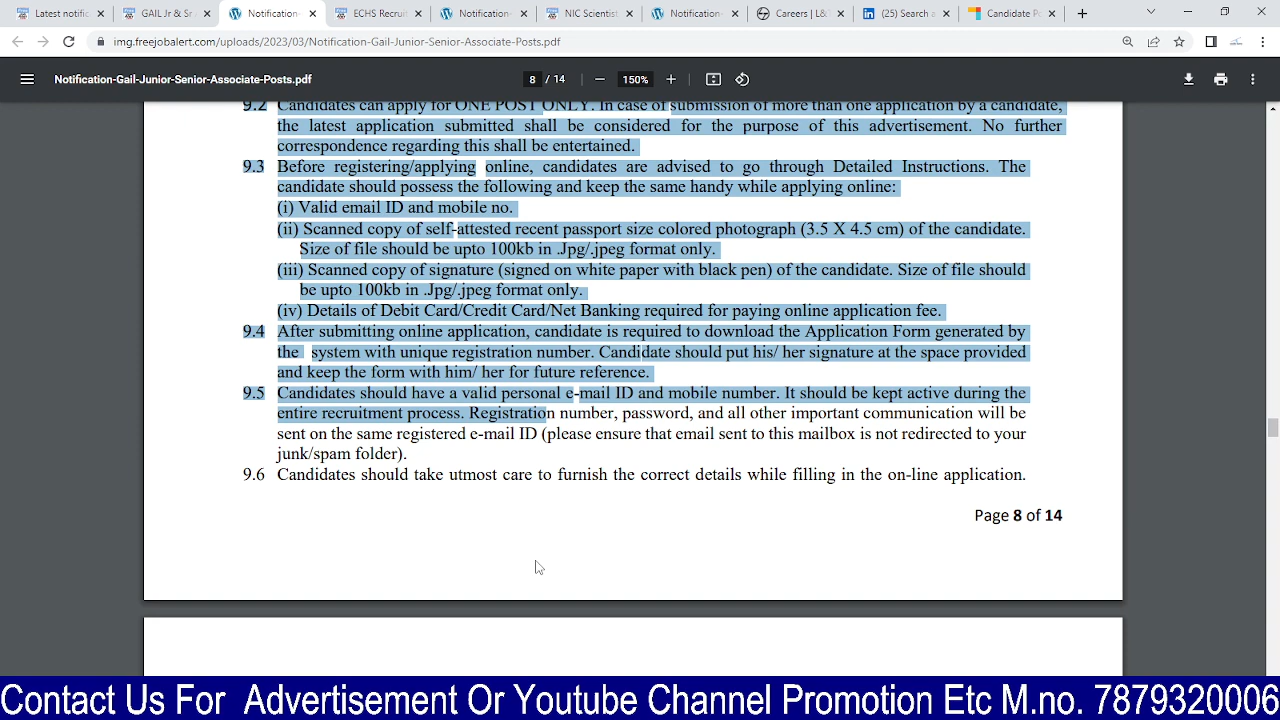 Latest notific
GAIL Jr & Sr
Notification-
ECHS Recrui
Notification-
NIC Scientist
Notification-
Careers | L&
(25) Search a
Candidate Po
img.freejobalert.com/uploads/2023/03/Notification-Gail-Junior-Senior-Associate-Posts.pdf
Notification-Gail-Junior-Senior-Associate-Posts.pdf
8 / 14
150%
9.2 Candidates can apply for ONE POST ONLY. In case of submission of more than one application by a candidate,
the latest application submitted shall be considered for the purpose of this advertisement. No further
correspondence regarding this shall be entertained.
9.3 Before registering/applying online, candidates are advised to go through Detailed Instructions. The
candidate should possess the following and keep the same handy while applying online:
(i) Valid email ID and mobile no.
(ii) Scanned copy of self-attested recent passport size colored photograph (3.5 X 4.5 cm) of the candidate.
Size of file should be upto 100kb in .Jpg/.jpeg format only.
(iii) Scanned copy of signature (signed on white paper with black pen) of the candidate. Size of file should
be upto 100kb in .Jpg/.jpeg format only.
(iv) Details of Debit Card/Credit Card/Net Banking required for paying online application fee.
9.4 After submitting online application, candidate is required to download the Application Form generated by
the system with unique registration number. Candidate should put his/ her signature at the space provided
and keep the form with him/ her for future reference.
9.5 Candidates should have a valid personal e-mail ID and mobile number. It should be kept active during the
entire recruitment process. Registration number, password, and all other important communication will be
sent on the same registered e-mail ID (please ensure that email sent to this mailbox is not redirected to your
junk/spam folder).
9.6 Candidates should take utmost care to furnish the correct details while filling in the on-line application.
Page 8 of 14
Contact Us For Advertisement Or Youtube Channel Promotion Etc M.no. 7879320006